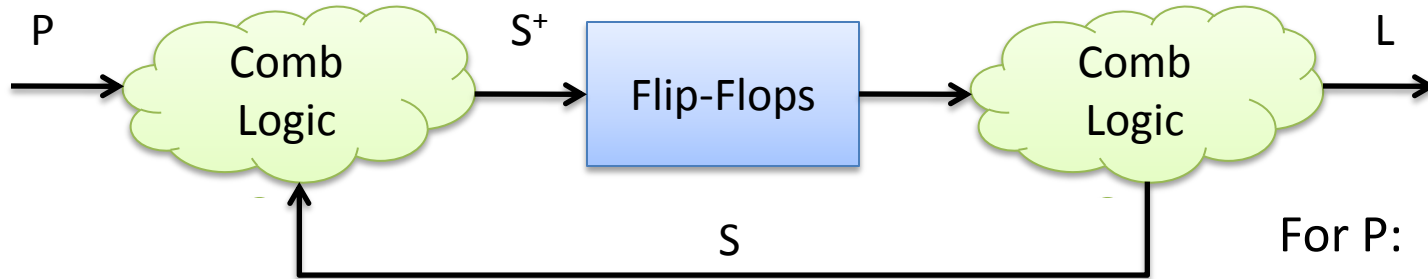 P
Comb
Logic
S⁺
Flip-Flops
Comb
Logic
L
S
For P: